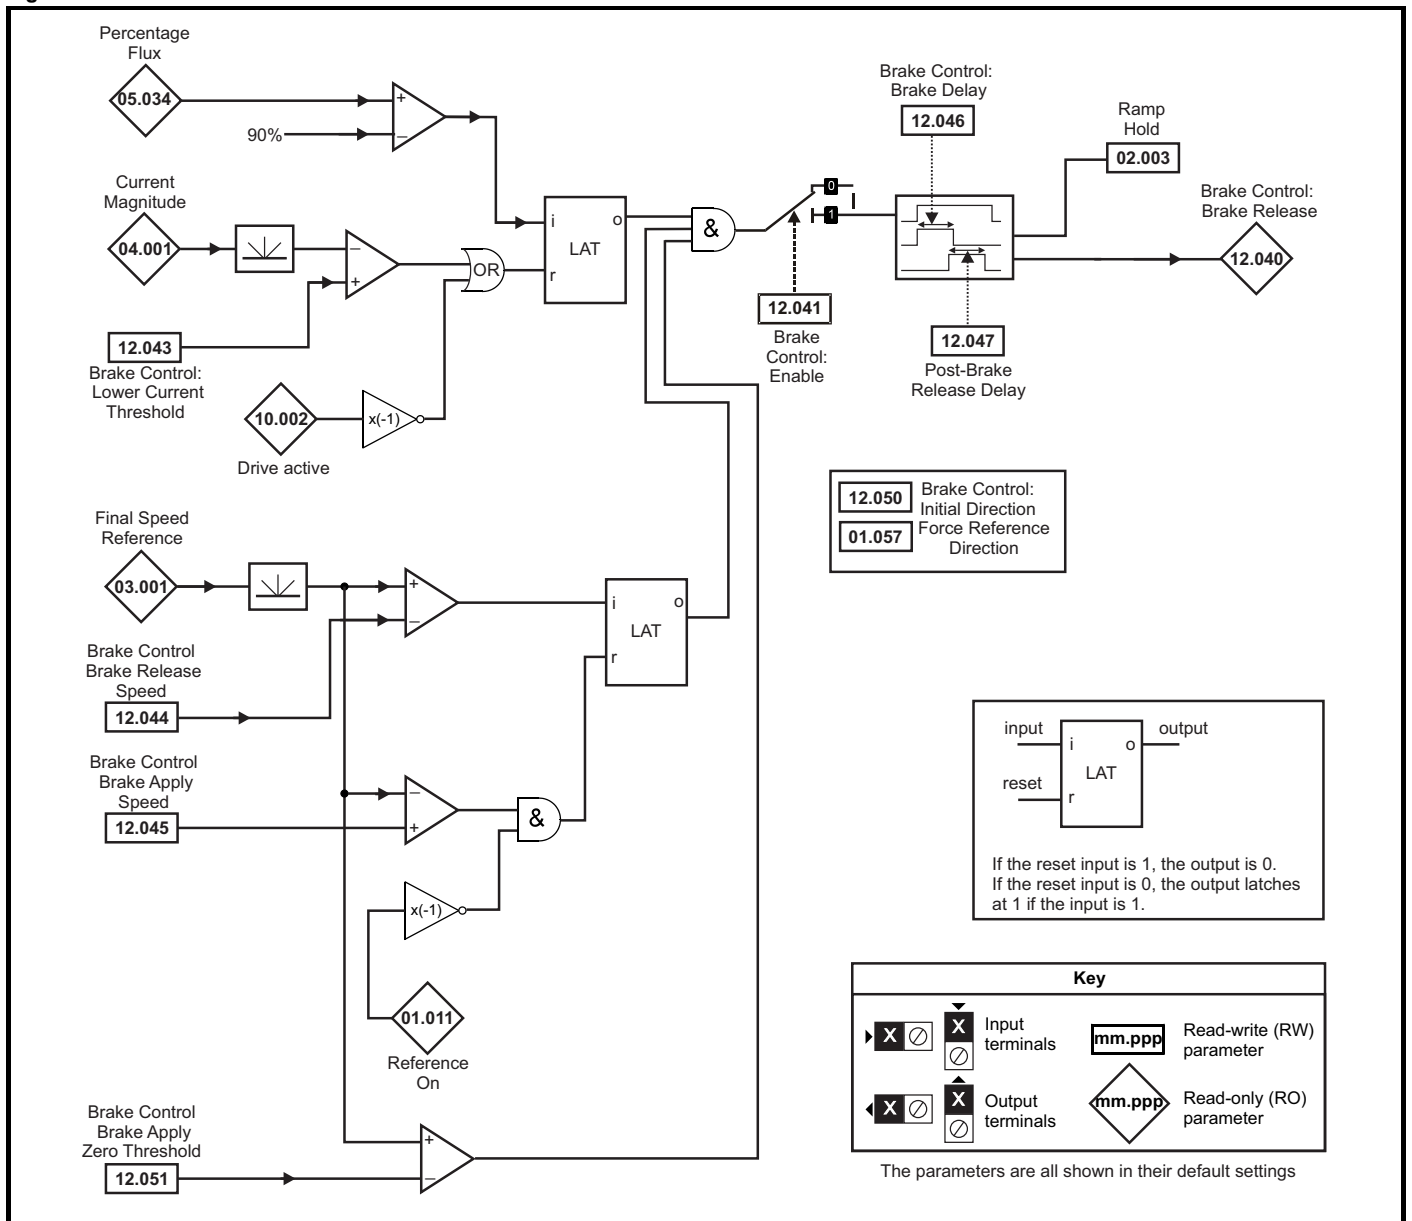 Percentage
Flux
05.034
+
90%
–
Current
Magnitude
04.001
–
+
12.043
Brake Control:
Lower Current
Threshold
OR
10.002
x(-1)
Drive active
i
o
LAT
r
&
0
1
12.041
Brake
Control:
Enable
Brake Control:
Brake Delay
12.046
12.047
Post-Brake
Release Delay
Ramp
Hold
02.003
Brake Control:
Brake Release
12.040
12.050
Brake Control:
Initial Direction
01.057
Force Reference
Direction
Final Speed
Reference
03.001
+
–
Brake Control
Brake Release
Speed
12.044
i
o
LAT
r
Brake Control
Brake Apply
Speed
12.045
–
+
&
x(-1)
01.011
Reference
On
Brake Control
Brake Apply
Zero Threshold
12.051
+
–
input
output
i
o
LAT
reset
r
If the reset input is 1, the output is 0.
If the reset input is 0, the output latches
at 1 if the input is 1.
Key
X
X
Input
terminals
mm.ppp
Read-write (RW)
parameter
X
X
Output
terminals
mm.ppp
Read-only (RO)
parameter
The parameters are all shown in their default settings